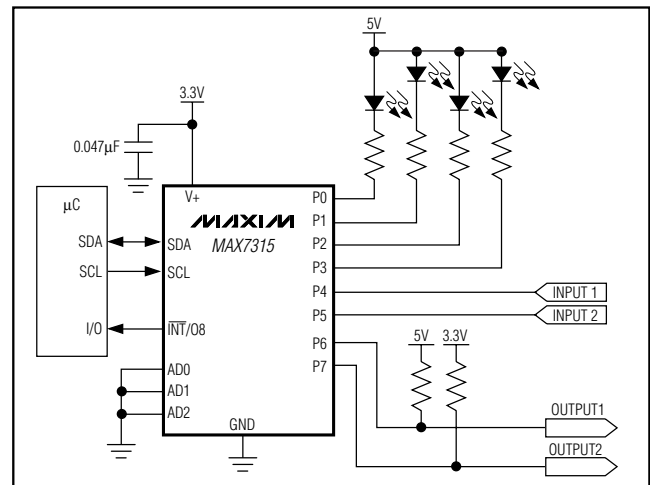 5V
3.3V
0.047µF
µC
V+
P0
MAXIM
P1
SDA
SDA
MAX7315
P2
SCL
SCL
P3
P4
INPUT 1
I/O
INT/O8
P5
INPUT 2
P6
5V
3.3V
AD0
P7
AD1
OUTPUT1
AD2
GND
OUTPUT2